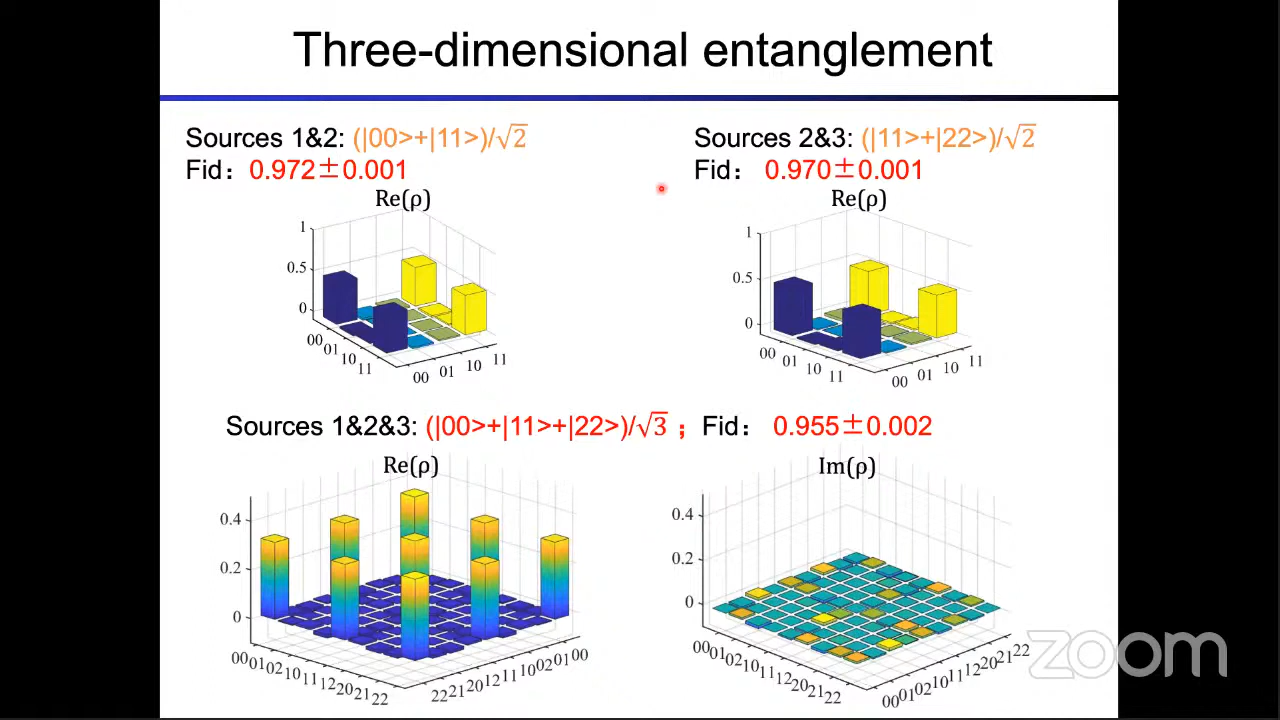 Three-dimensional entanglement
Sources 1&2: (|00>+|11>)/√2
Fid：0.972±0.001
Re(ρ)
1
0.5
0
00
01
10
11
00
01
10
11
Sources 2&3: (|11>+|22>)/√2
Fid： 0.970±0.001
Re(ρ)
1
0.5
0
00
01
10
11
00
01
10
11
Sources 1&2&3: (|00>+|11>+|22>)/√3 ；Fid： 0.955±0.002
Re(ρ)
0.4
0.2
0
00 01 02 10 11 12 20 21 22
22 21 20 12 11 10 02 01 00
Im(ρ)
0.4
0.2
0
00 01 02 10 11 12 20 21 22
00 01 02 10 11 12 20 21 22
zoom